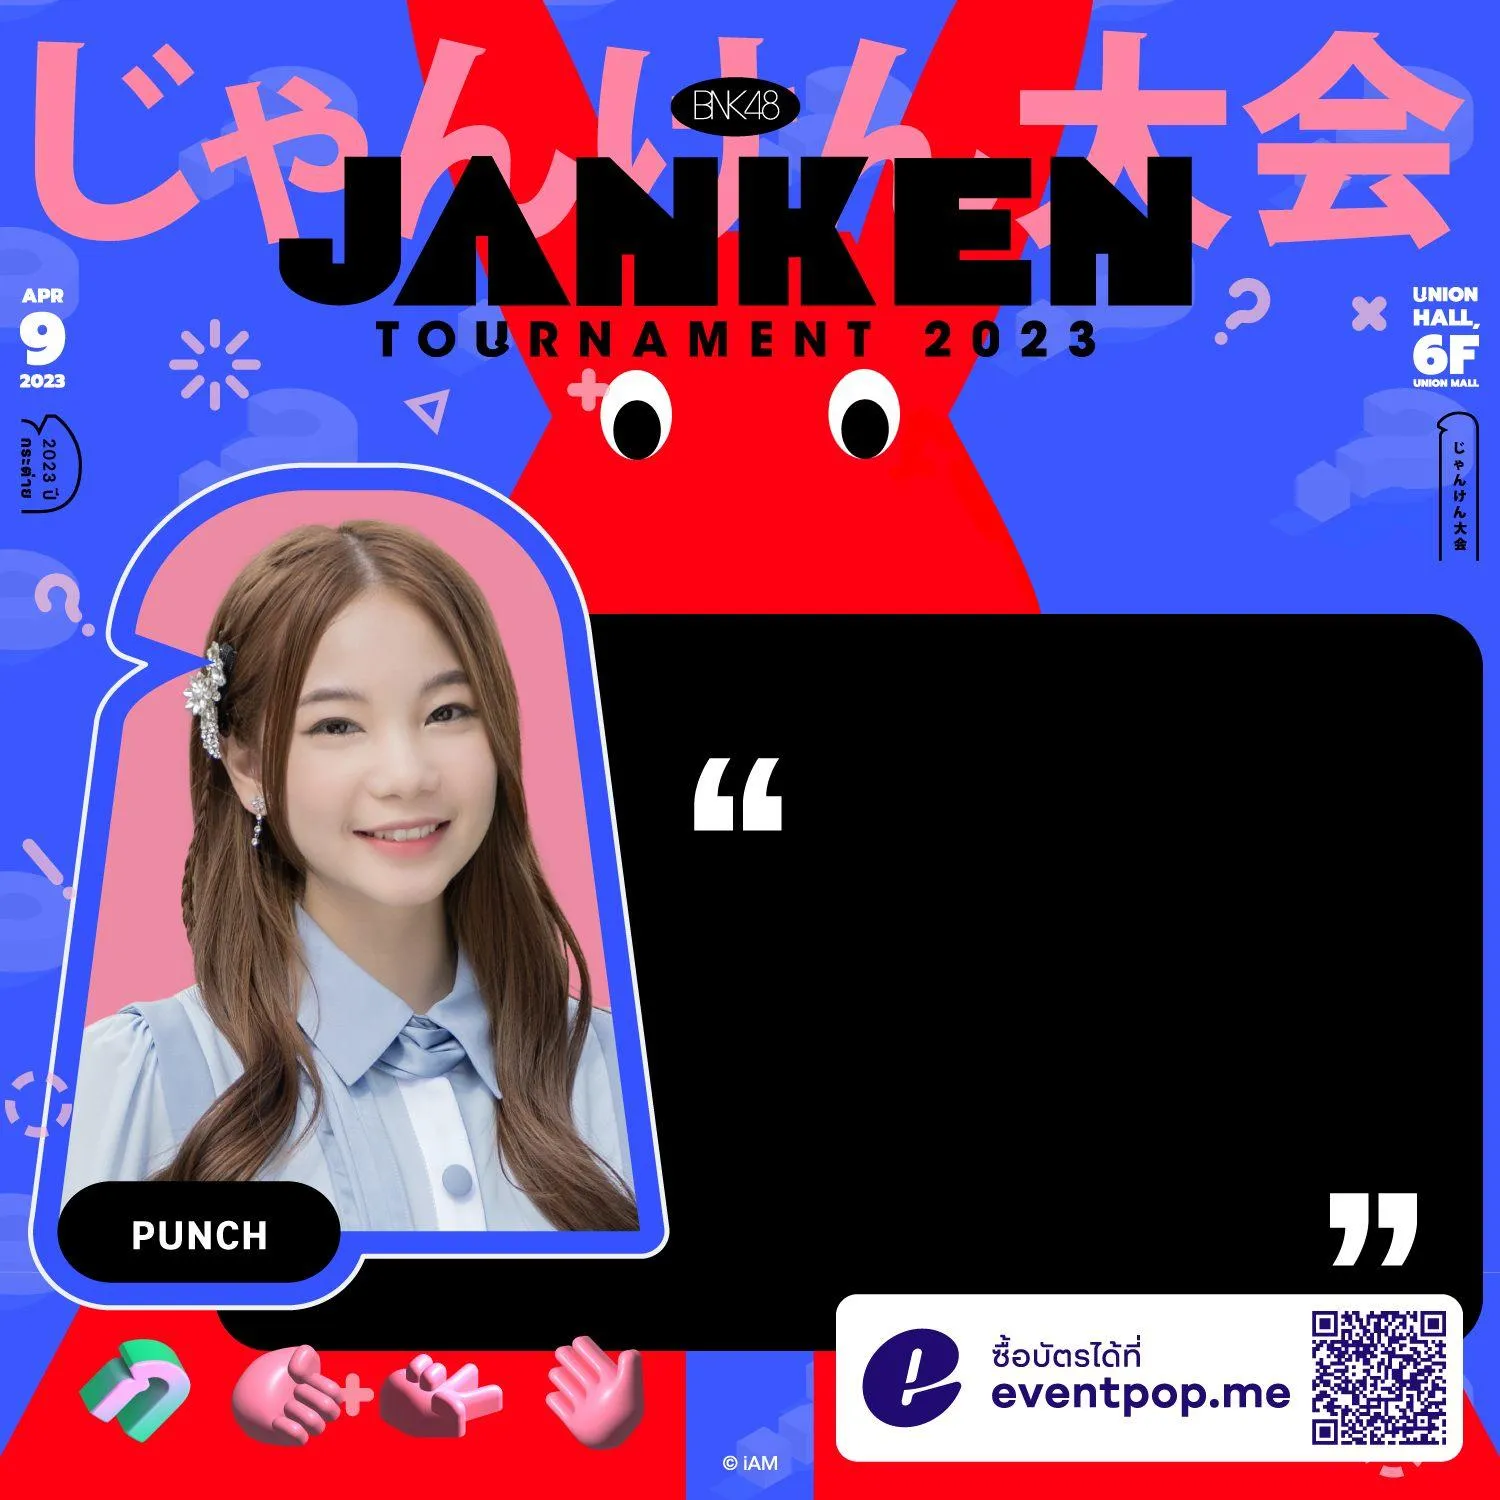 じゃんけん大会
BNK48
JANKEN
TOURNAMENT 2023
APR
9
2023
2023 ปี
กระต่าย
UNION
HALL,
6F
UNION MALL
じゃんけん大会
“
”
PUNCH
ซื้อบัตรได้ที่
eventpop.me
© iAM